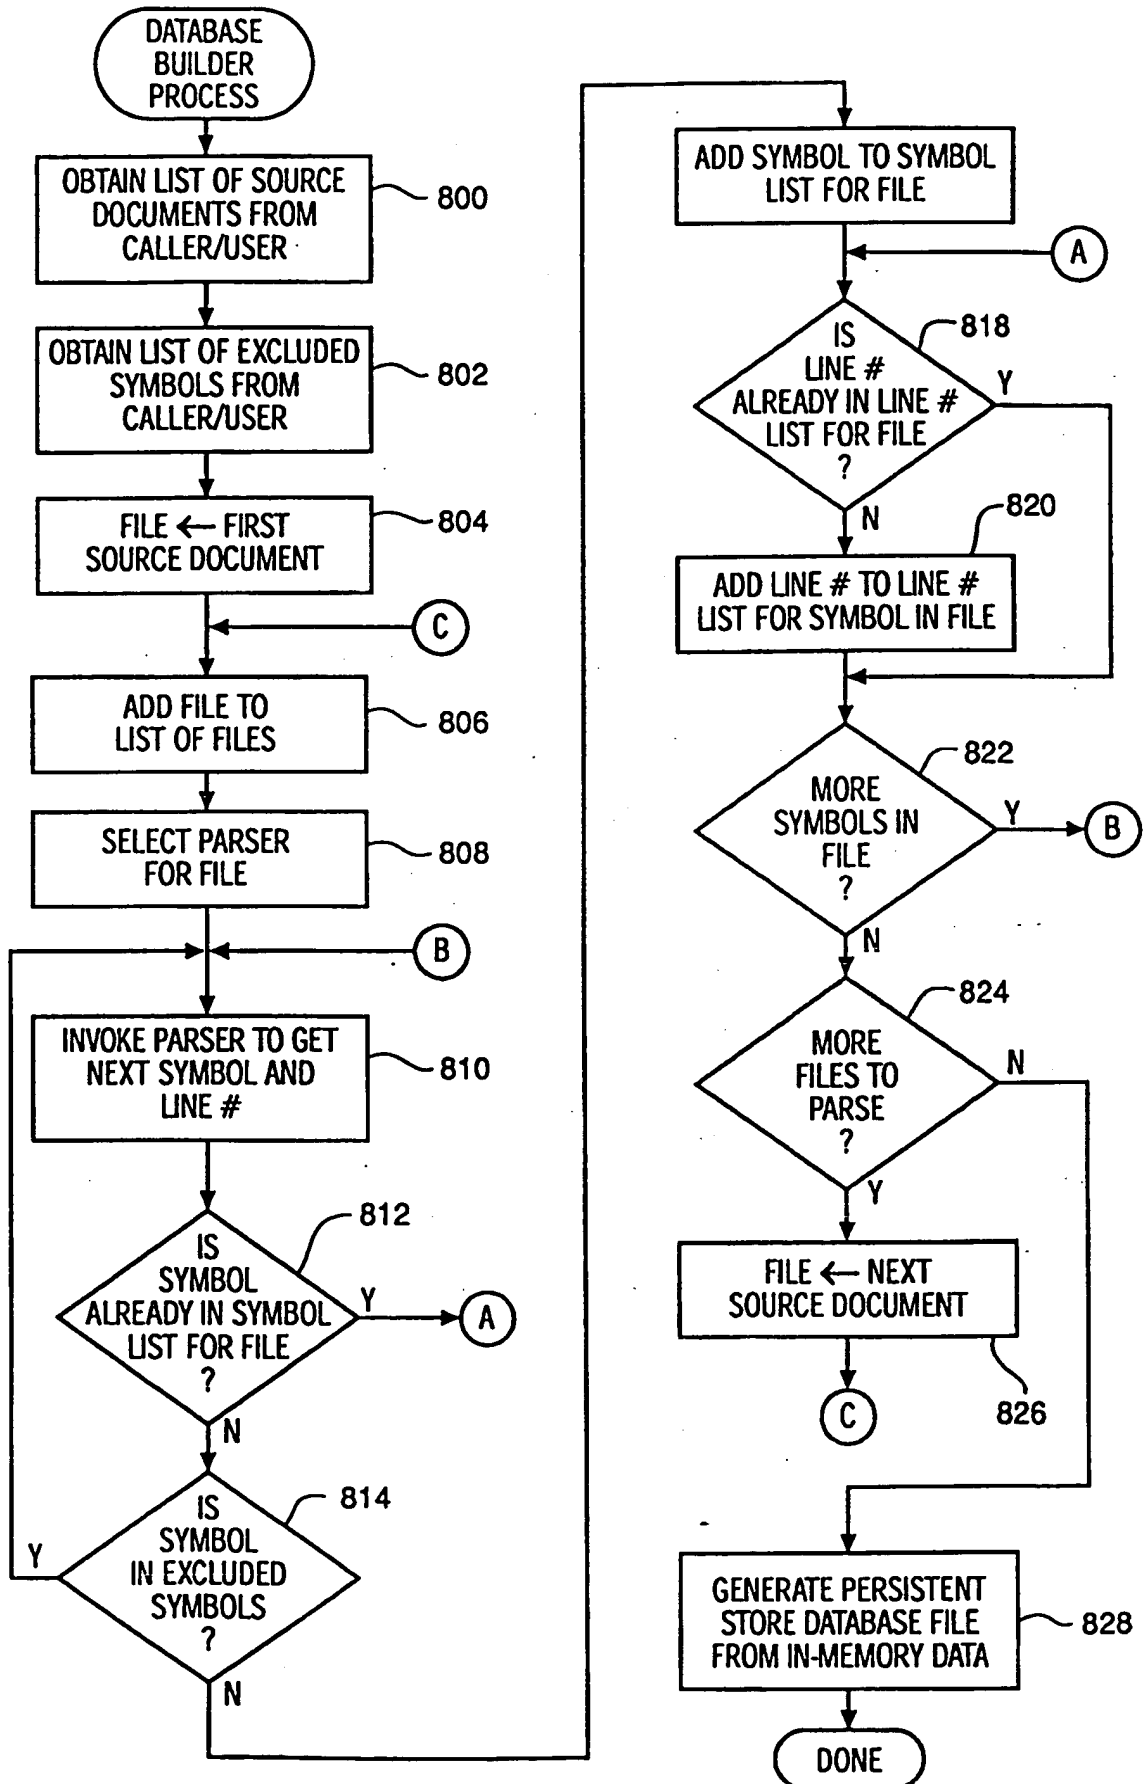 DATABASE
BUILDER
PROCESS
OBTAIN LIST OF SOURCE
DOCUMENTS FROM
CALLER/USER
800
OBTAIN LIST OF EXCLUDED
SYMBOLS FROM
CALLER/USER
802
FILE ← FIRST
SOURCE DOCUMENT
804
C
ADD FILE TO
LIST OF FILES
806
SELECT PARSER
FOR FILE
808
B
INVOKE PARSER TO GET
NEXT SYMBOL AND
LINE #
810
IS
SYMBOL
ALREADY IN SYMBOL
LIST FOR FILE
?
812
Y
A
N
IS
SYMBOL
IN EXCLUDED
SYMBOLS
?
814
Y
N
ADD SYMBOL TO SYMBOL
LIST FOR FILE
A
IS
LINE #
ALREADY IN LINE #
LIST FOR FILE
?
818
Y
N
820
ADD LINE # TO LINE #
LIST FOR SYMBOL IN FILE
MORE
SYMBOLS IN
FILE
?
822
Y
B
N
MORE
FILES TO
PARSE
?
824
N
Y
FILE ← NEXT
SOURCE DOCUMENT
826
C
GENERATE PERSISTENT
STORE DATABASE FILE
FROM IN-MEMORY DATA
828
DONE